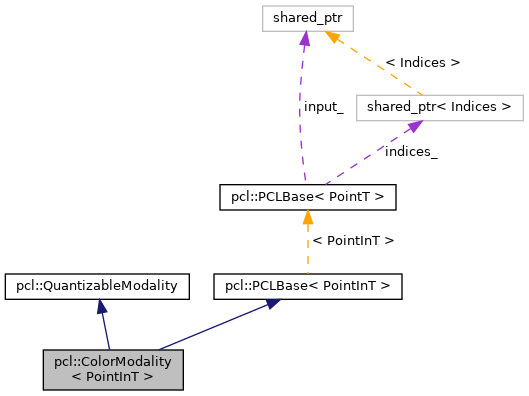 shared_ptr
< Indices >
shared_ptr< Indices >
input_
indices_
pcl::PCLBase< PointT >
< PointInT >
pcl::QuantizableModality
pcl::PCLBase< PointInT >
pcl::ColorModality
< PointInT >